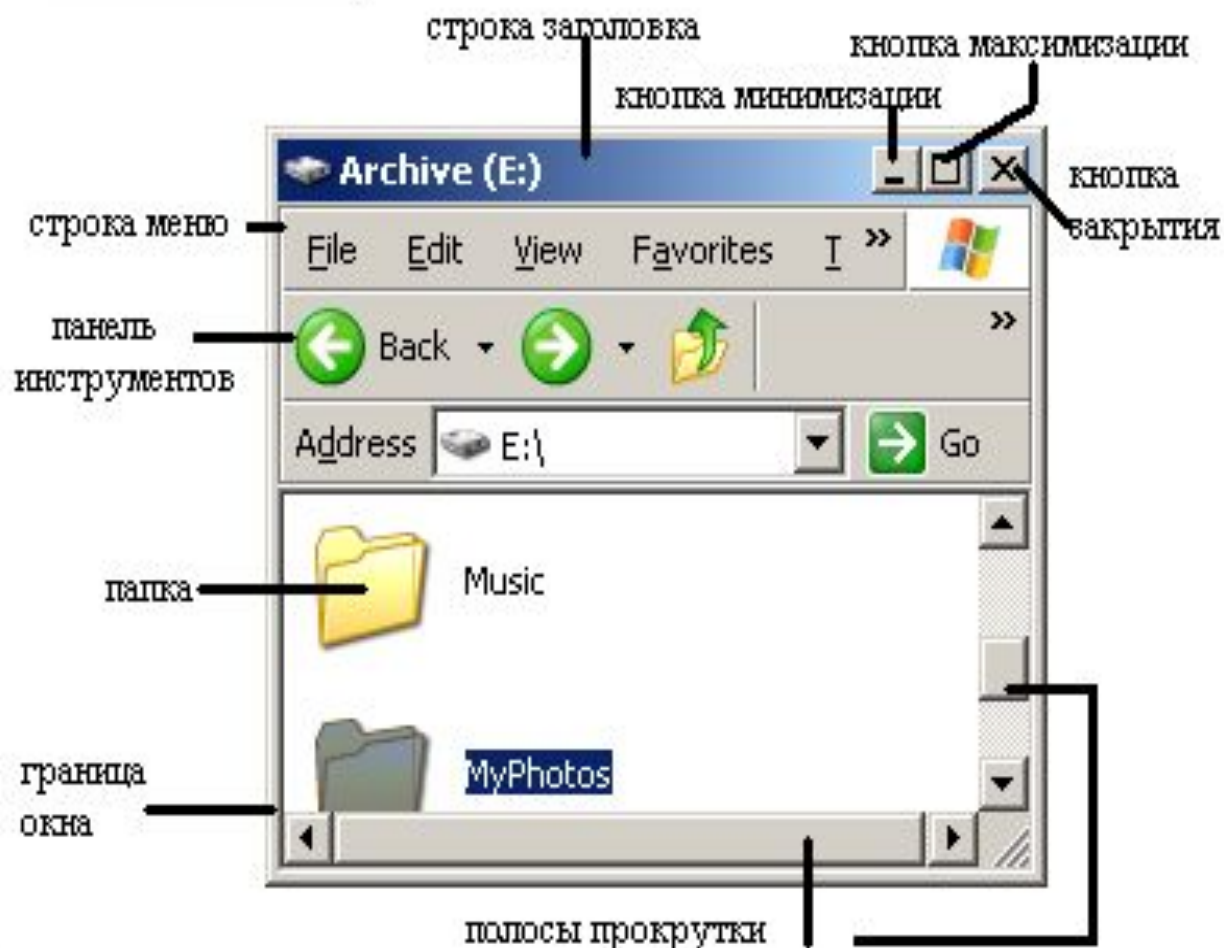 строка заголовка
кнопка максимизации
кнопка минимизации
Archive (E:)
кнопка
закрытия
строка меню
File Edit View Favorites T »
панель
инструментов
Back
»
Address E:\ Go
папка
Music
MyPhotos
граница
окна
полосы прокрутки